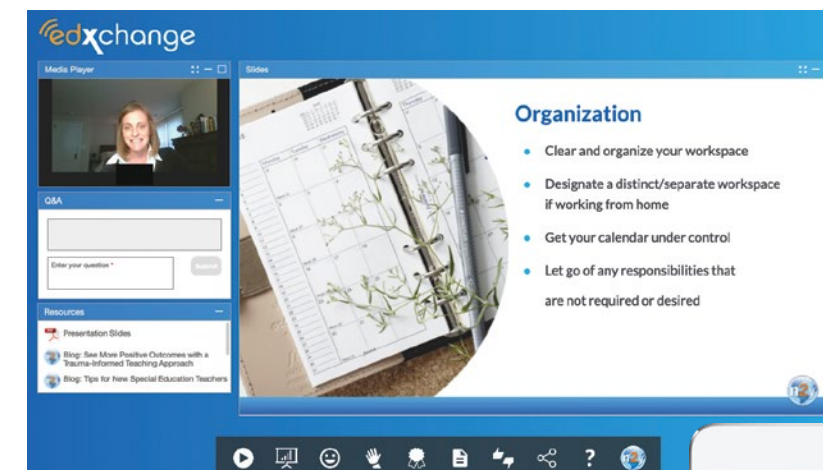 edxchange
Media Player
Slides
Organization
Clear and organize your workspace
Designate a distinct/separate workspace
if working from home
Get your calendar under control
Let go of any responsibilities that
are not required or desired
Q&A
Enter your question *
Submit
Resources
Presentation Slides
Blog: See More Positive Outcomes with a
Trauma-Informed Teaching Approach
Blog: Tips for New Special Education Teachers
?